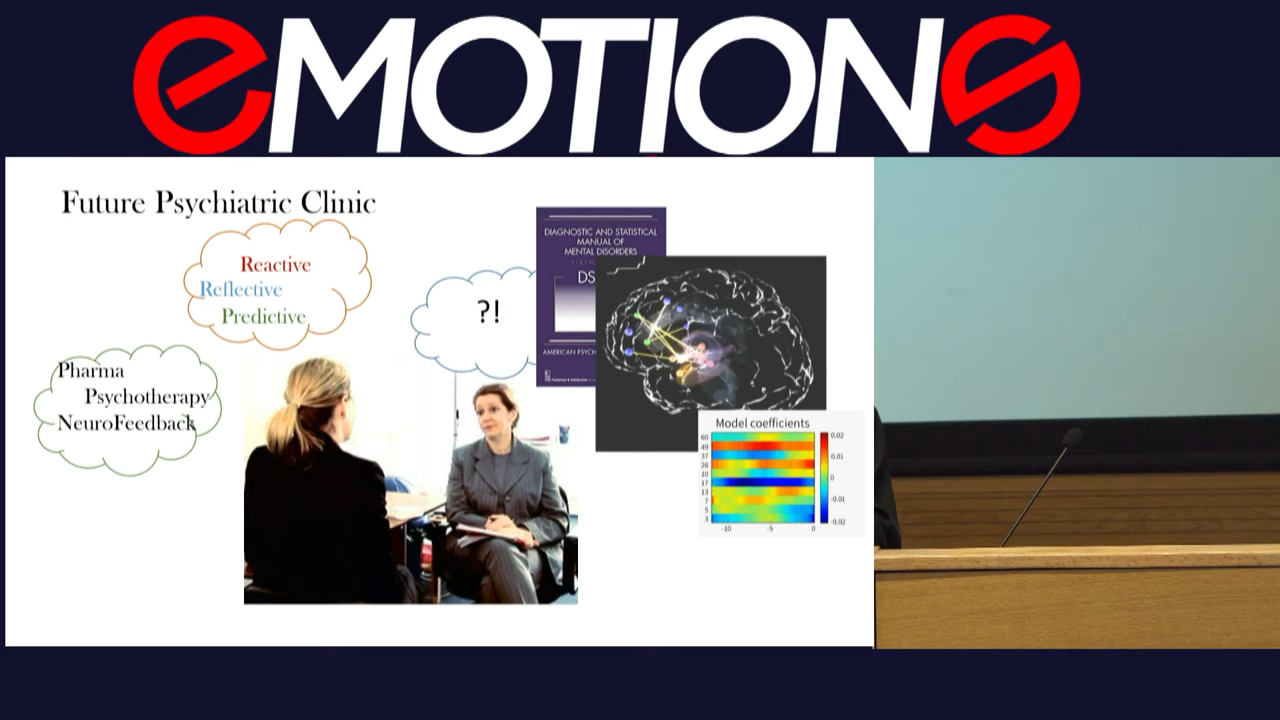 eMOTIONS
Future Psychiatric Clinic
Reactive
Reflective
Predictive
Pharma
Psychotherapy
NeuroFeedback
?!
DIAGNOSTIC AND STATISTICAL
MANUAL OF
MENTAL DISORDERS
DS
AMERICAN PSYCH
Model coefficients
60
49
37
28
10
17
13
7
5
3
-10
-5
0
0.02
0.01
0
-0.01
-0.02